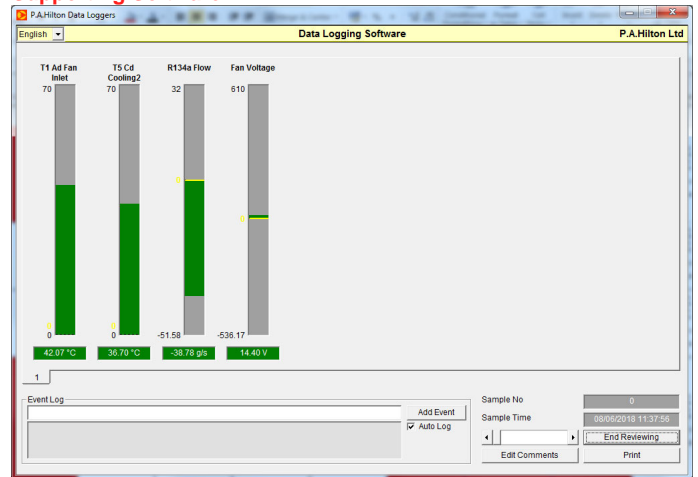 P.A.Hilton Data Loggers
English
Data Logging Software
P.A.Hilton Ltd
T1 Ad Fan Inlet
T5 Cd Cooling2
R134a Flow
Fan Voltage
70
70
32
610
0
0
0
0
0
0
-51.58
-536.17
42.07 °C
36.70 °C
-38.78 g/s
14.40 V
1
Event Log
Add Event
Auto Log
Sample No
0
Sample Time
08/06/2018 11:37:56
End Reviewing
Edit Comments
Print